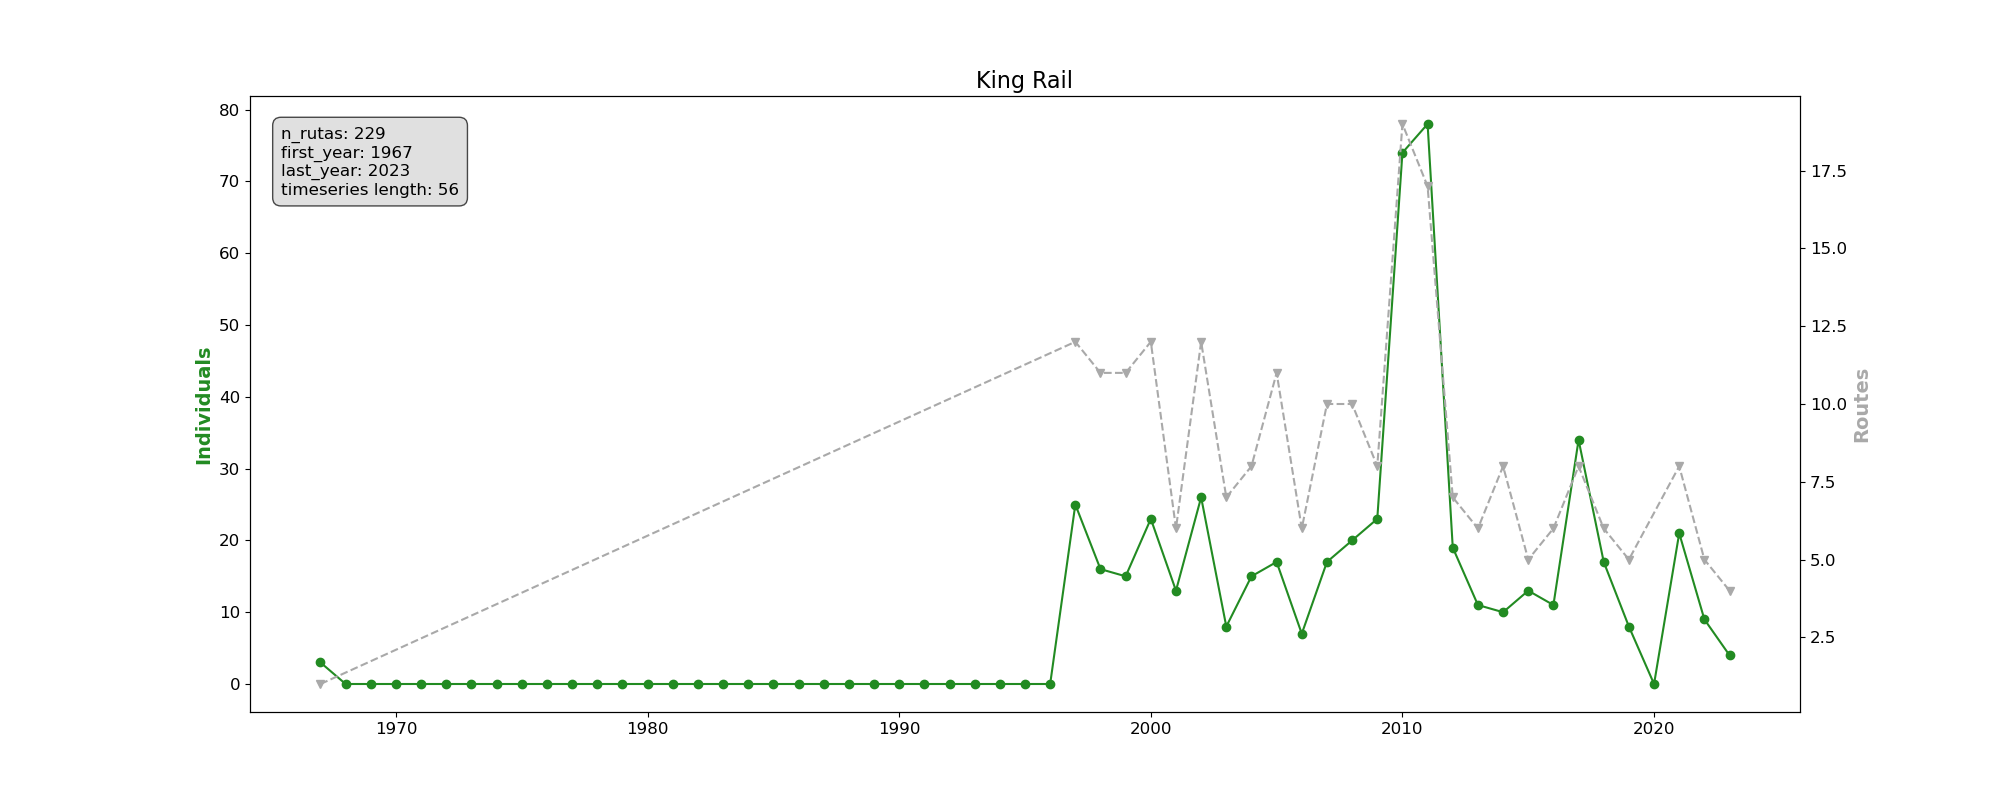 King Rail
n_rutas: 229
first_year: 1967
last_year: 2023
timeseries length: 56
Individuals
80
70
60
50
40
30
20
10
0
17.5
15.0
12.5
10.0
7.5
5.0
2.5
Routes
1970 1980 1990 2000 2010 2020